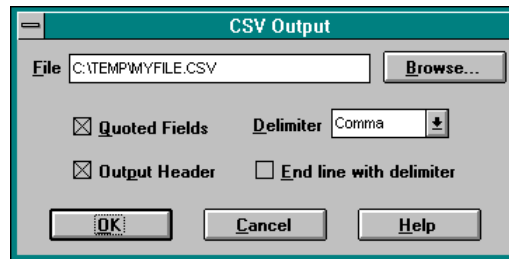 CSV Output
File C:\TEMP\MYFILE.CSV Browse...
Quoted Fields Delimiter Comma
Output Header End line with delimiter
OK Cancel Help